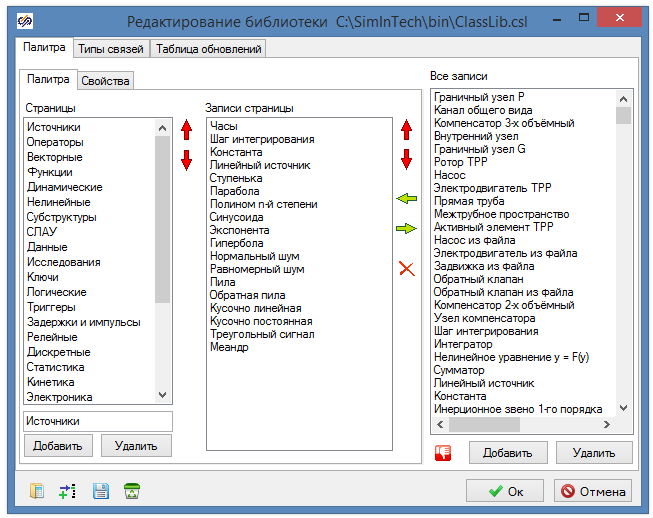 Редактирование библиотеки C:\SimInTech\bin\ClassLib.csl
Палитра
Типы связей
Таблица обновлений
Палитра
Свойства
Страницы
Источники
Операторы
Векторные
Функции
Динамические
Нелинейные
Субструктуры
СЛАУ
Данные
Исследования
Ключи
Логические
Триггеры
Задержки и импульсы
Релейные
Дискретные
Статистика
Кинетика
Электроника
Источники
Добавить
Удалить
Записи страницы
Часы
Шаг интегрирования
Константа
Линейный источник
Ступенька
Парабола
Полином n-й степени
Синусоида
Экспонента
Гипербола
Нормальный шум
Равномерный шум
Пила
Обратная пила
Кусочно линейная
Кусочно постоянная
Треугольный сигнал
Меандр
Все записи
Граничный узел P
Канал общего вида
Компенсатор 3-х объёмный
Внутренний узел
Граничный узел G
Ротор ТРР
Насос
Электродвигатель ТРР
Прямая труба
Межтрубное пространство
Активный элемент ТРР
Насос из файла
Электродвигатель из файла
Задвижка из файла
Обратный клапан
Обратный клапан из файла
Компенсатор 2-х объёмный
Узел компенсатора
Шаг интегрирования
Интегратор
Нелинейное уравнение y = F(y)
Сумматор
Линейный источник
Константа
Инерционное звено 1-го порядка
Добавить
Удалить
Ок
Отмена